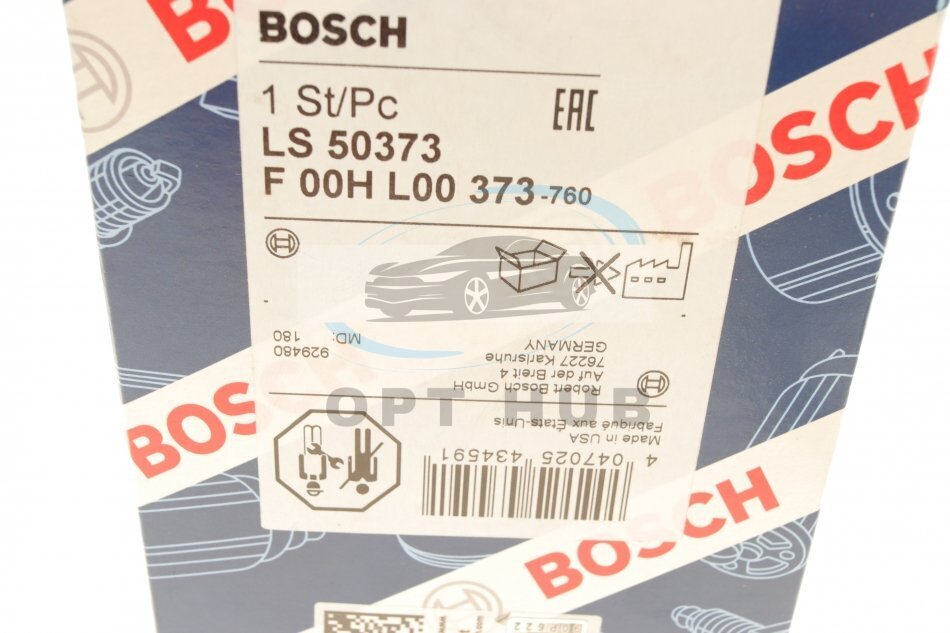 BOSCH
BOSCH
BOSCH
1 St/Pc
EAC
LS 50373
F 00H L00 373 -760
MD: 180
929480
Robert Bosch GmbH
Auf der Breit 4
76227 Karlsruhe
GERMANY
OPT HUB
Made in USA
Fabriqué aux États-Unis
4 047025 434591
BOSCH
BOSCH